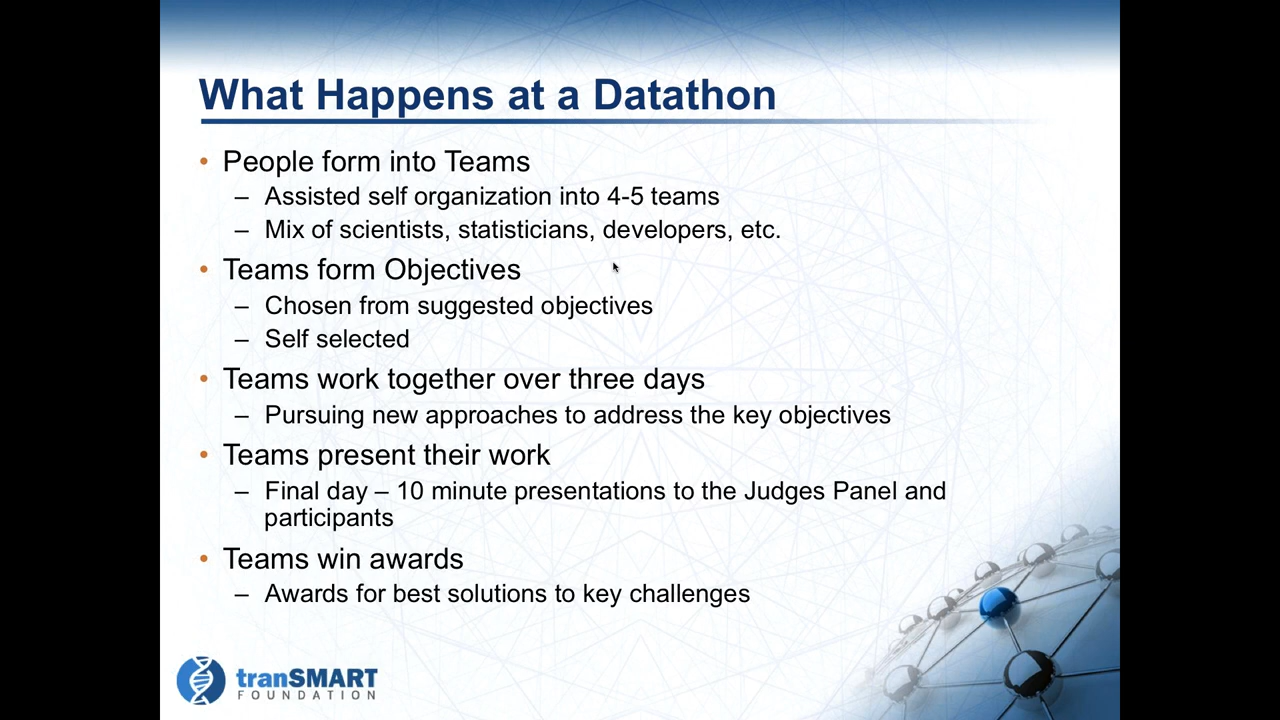 What Happens at a Datathon
• People form into Teams
– Assisted self organization into 4-5 teams
– Mix of scientists, statisticians, developers, etc.
• Teams form Objectives
– Chosen from suggested objectives
– Self selected
• Teams work together over three days
– Pursuing new approaches to address the key objectives
• Teams present their work
– Final day – 10 minute presentations to the Judges Panel and
participants
• Teams win awards
– Awards for best solutions to key challenges
tranSMART
FOUNDATION